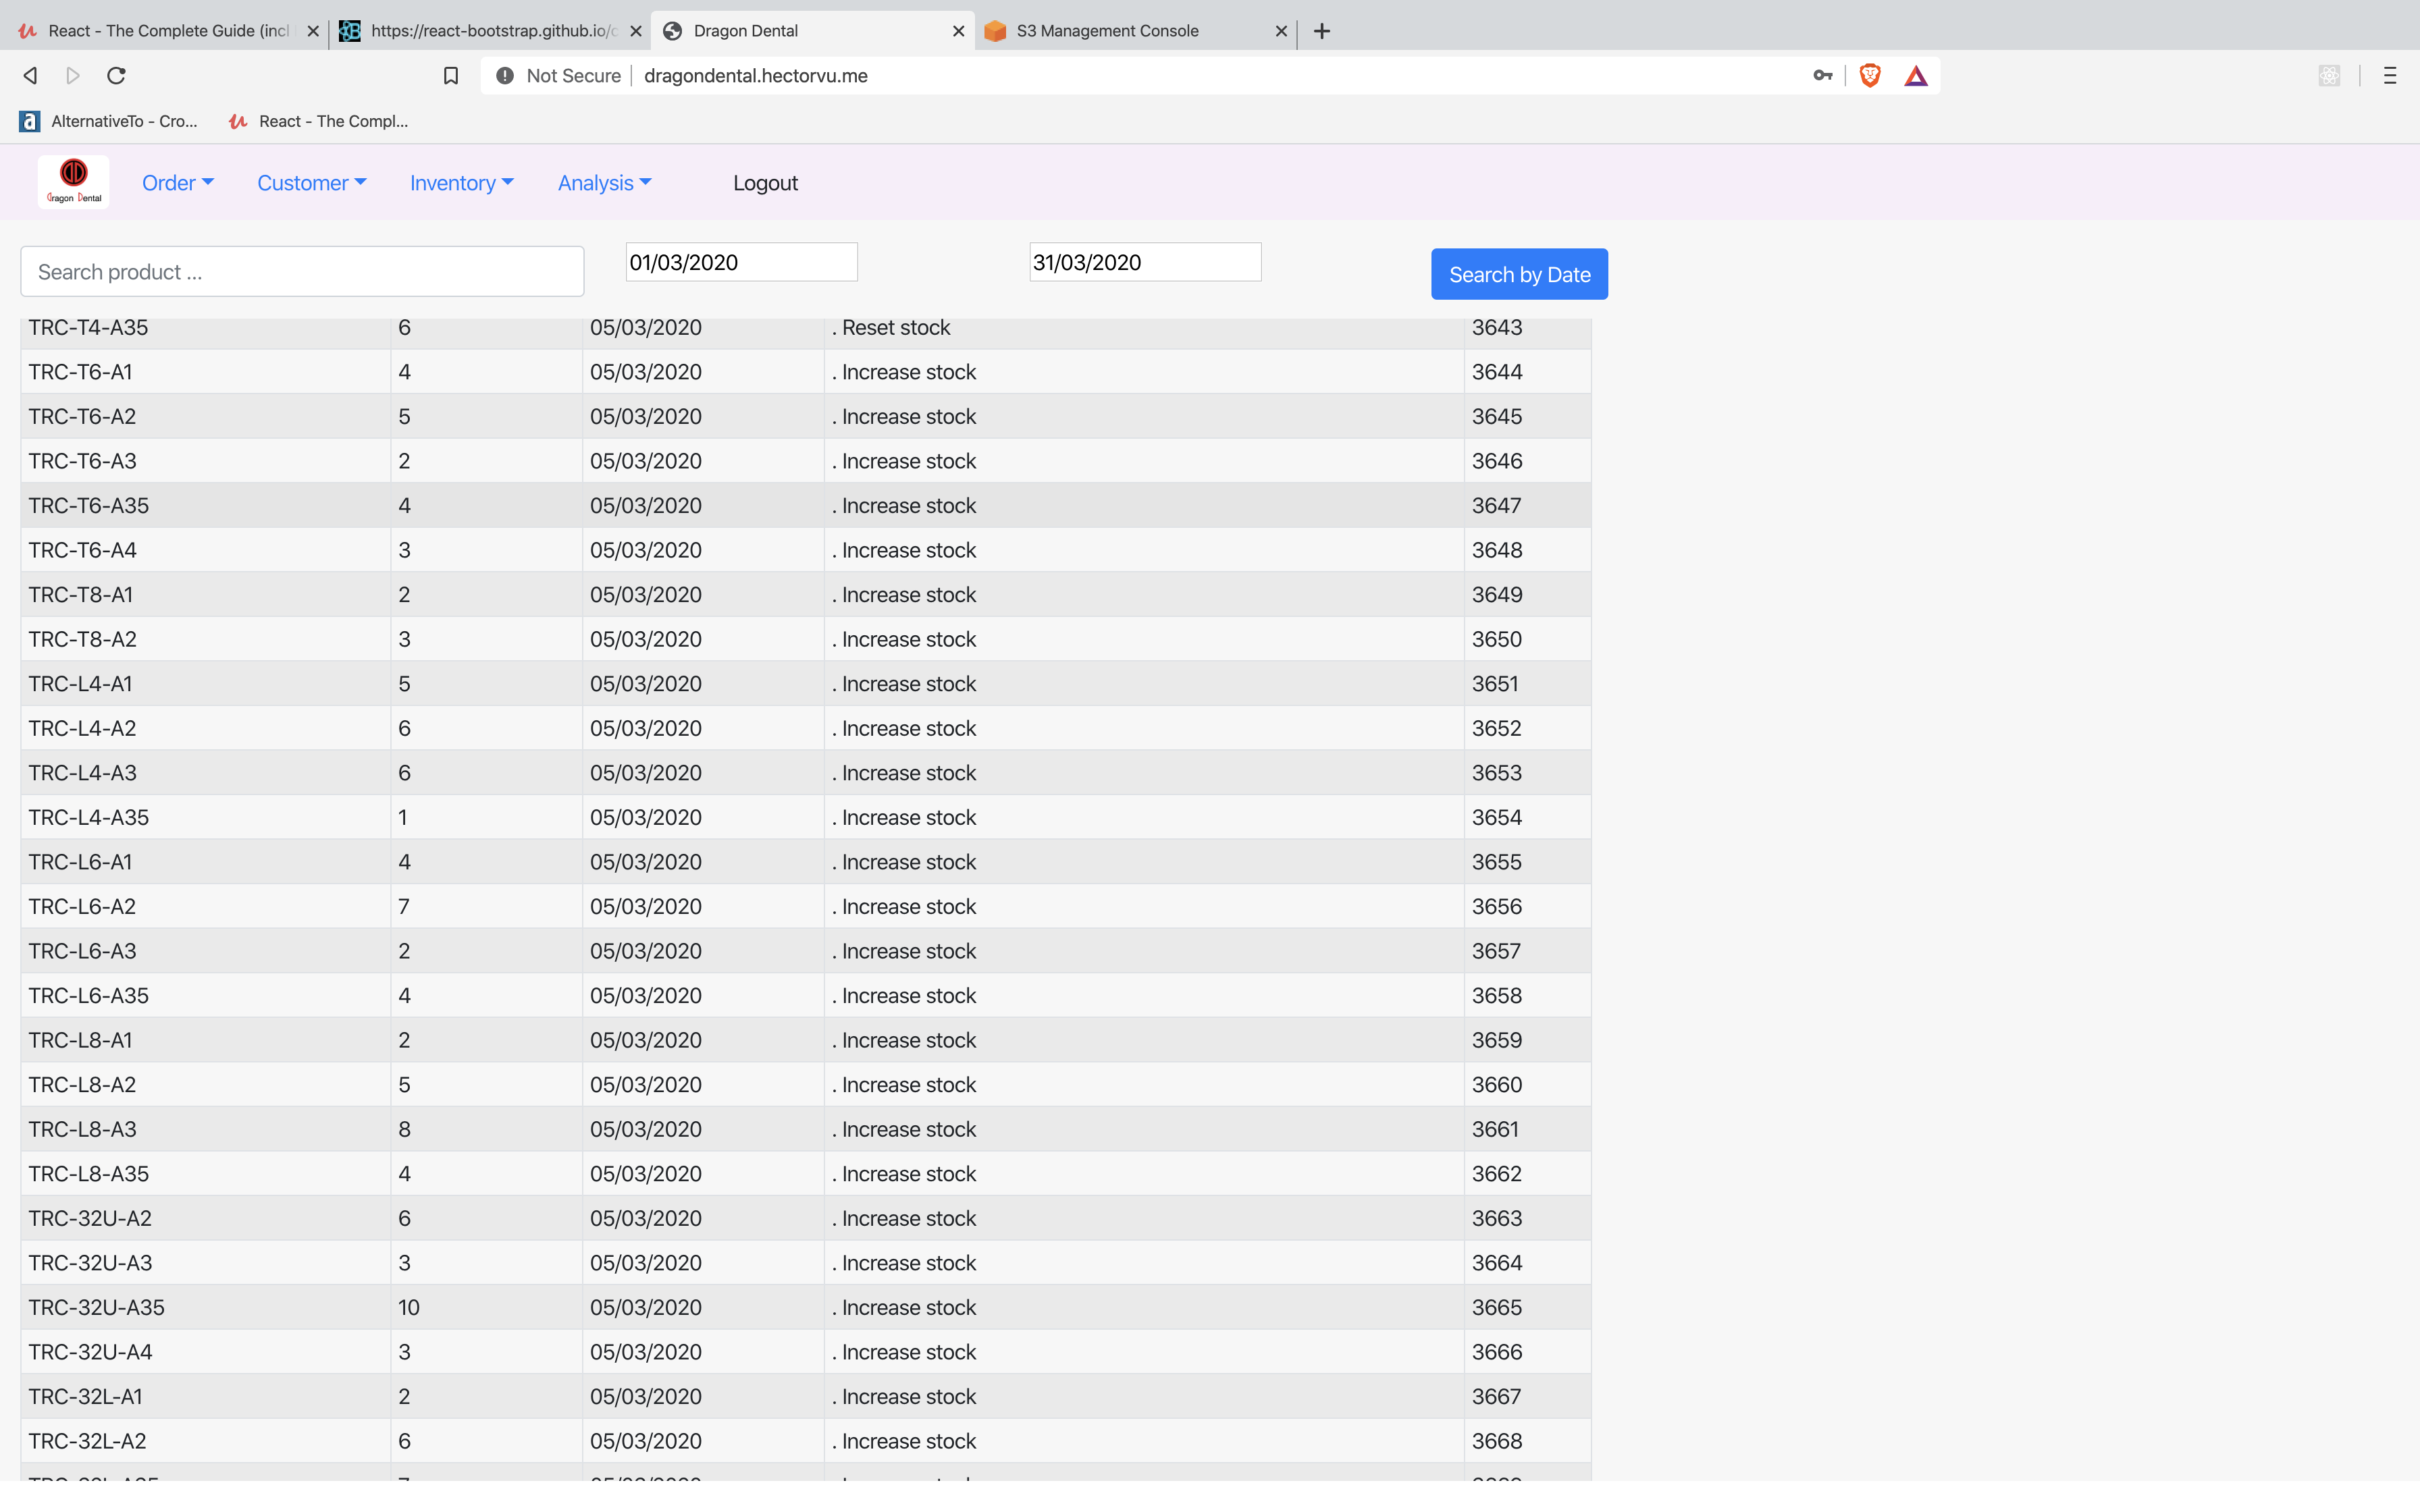 React - The Complete Guide (incl
https://react-bootstrap.github.io/c
Dragon Dental
S3 Management Console
Not Secure dragondental.hectorvu.me
AlternativeTo - Cro... React - The Compl...
Dragon Dental
Order Customer Inventory Analysis Logout
Search product ... 01/03/2020 31/03/2020 Search by Date
TRC-T4-A35 6 05/03/2020 . Reset stock 3643
TRC-T6-A1 4 05/03/2020 . Increase stock 3644
TRC-T6-A2 5 05/03/2020 . Increase stock 3645
TRC-T6-A3 2 05/03/2020 . Increase stock 3646
TRC-T6-A35 4 05/03/2020 . Increase stock 3647
TRC-T6-A4 3 05/03/2020 . Increase stock 3648
TRC-T8-A1 2 05/03/2020 . Increase stock 3649
TRC-T8-A2 3 05/03/2020 . Increase stock 3650
TRC-L4-A1 5 05/03/2020 . Increase stock 3651
TRC-L4-A2 6 05/03/2020 . Increase stock 3652
TRC-L4-A3 6 05/03/2020 . Increase stock 3653
TRC-L4-A35 1 05/03/2020 . Increase stock 3654
TRC-L6-A1 4 05/03/2020 . Increase stock 3655
TRC-L6-A2 7 05/03/2020 . Increase stock 3656
TRC-L6-A3 2 05/03/2020 . Increase stock 3657
TRC-L6-A35 4 05/03/2020 . Increase stock 3658
TRC-L8-A1 2 05/03/2020 . Increase stock 3659
TRC-L8-A2 5 05/03/2020 . Increase stock 3660
TRC-L8-A3 8 05/03/2020 . Increase stock 3661
TRC-L8-A35 4 05/03/2020 . Increase stock 3662
TRC-32U-A2 6 05/03/2020 . Increase stock 3663
TRC-32U-A3 3 05/03/2020 . Increase stock 3664
TRC-32U-A35 10 05/03/2020 . Increase stock 3665
TRC-32U-A4 3 05/03/2020 . Increase stock 3666
TRC-32L-A1 2 05/03/2020 . Increase stock 3667
TRC-32L-A2 6 05/03/2020 . Increase stock 3668